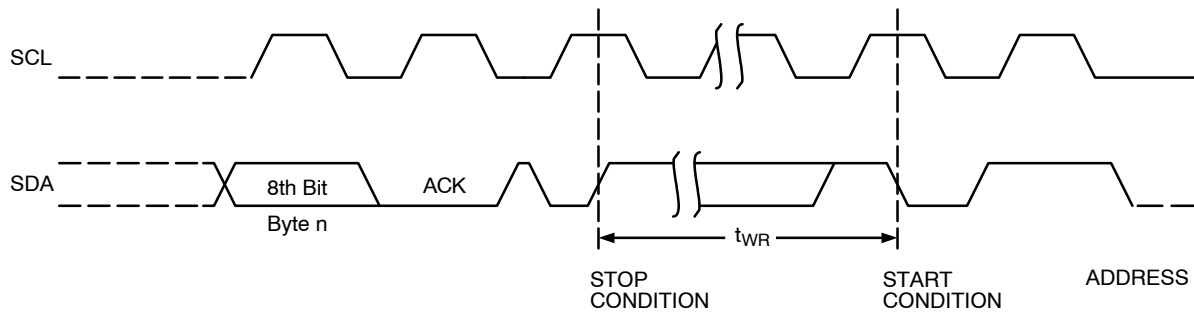 SCL
SDA
8th Bit
ACK
Byte n
tWR
STOP
CONDITION
START
CONDITION
ADDRESS